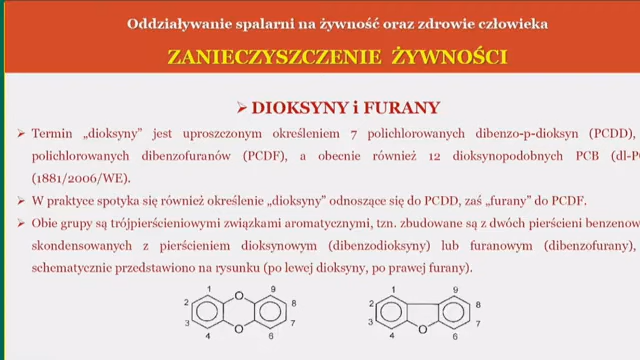 Oddziaływanie spalarni na żywność oraz zdrowie człowieka
ZANIECZYSZCZENIE ŻYWNOŚCI
➢ DIOKSYNY i FURANY
➢ Termin „dioksyny” jest uproszczonym określeniem 7 polichlorowanych dibenzo-p-dioksyn (PCDD),
polichlorowanych dibenzofuranów (PCDF), a obecnie również 12 dioksynopodobnych PCB (dl-P
(1881/2006/WE).
➢ W praktyce spotyka się również określenie „dioksyny” odnoszące się do PCDD, zaś „furany” do PCDF.
➢ Obie grupy są trójpierścieniowymi związkami aromatycznymi, tzn. zbudowane są z dwóch pierścieni benzenow
skondensowanych z pierścieniem dioksynowym (dibenzodioksyny) lub furanowym (dibenzofurany),
schematycznie przedstawiono na rysunku (po lewej dioksyny, po prawej furany).
1 O 9 1 9
2 8 2 8
3 7 3 7
4 O 6 4 O 6